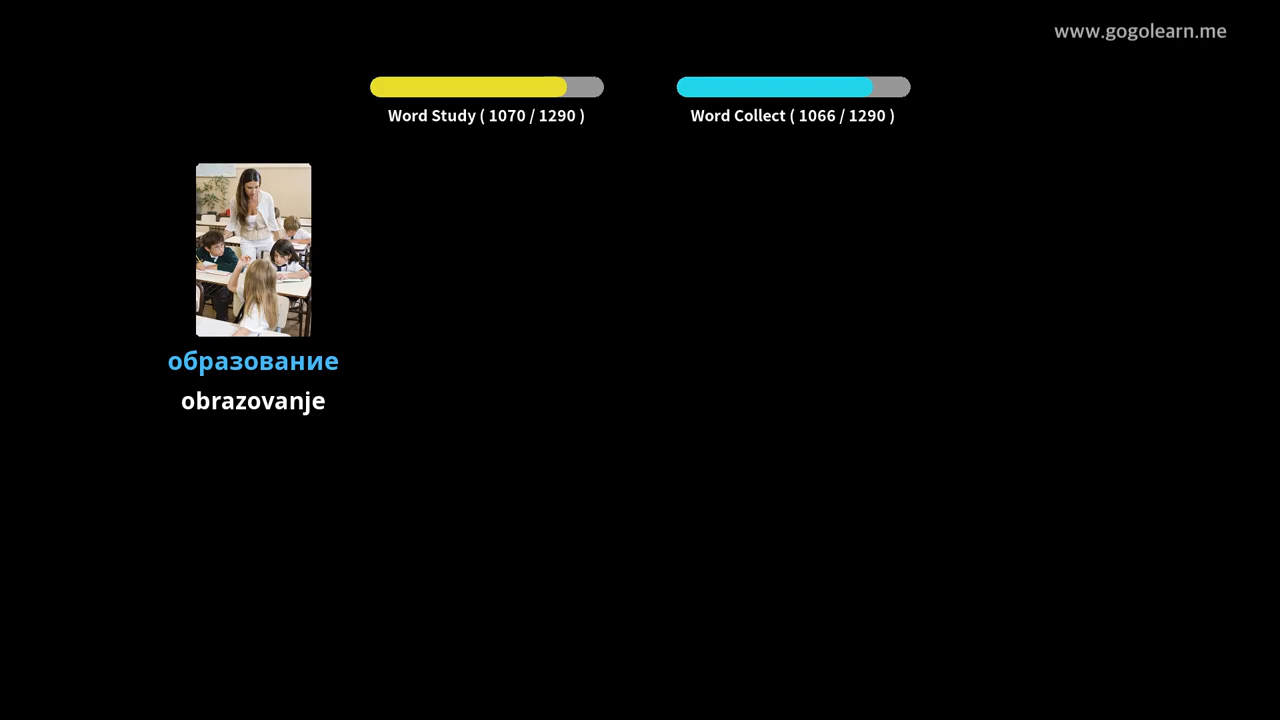 www.gogolearn.me
Word Study ( 1070 / 1290 )
Word Collect ( 1066 / 1290 )
образование
obrazovanje